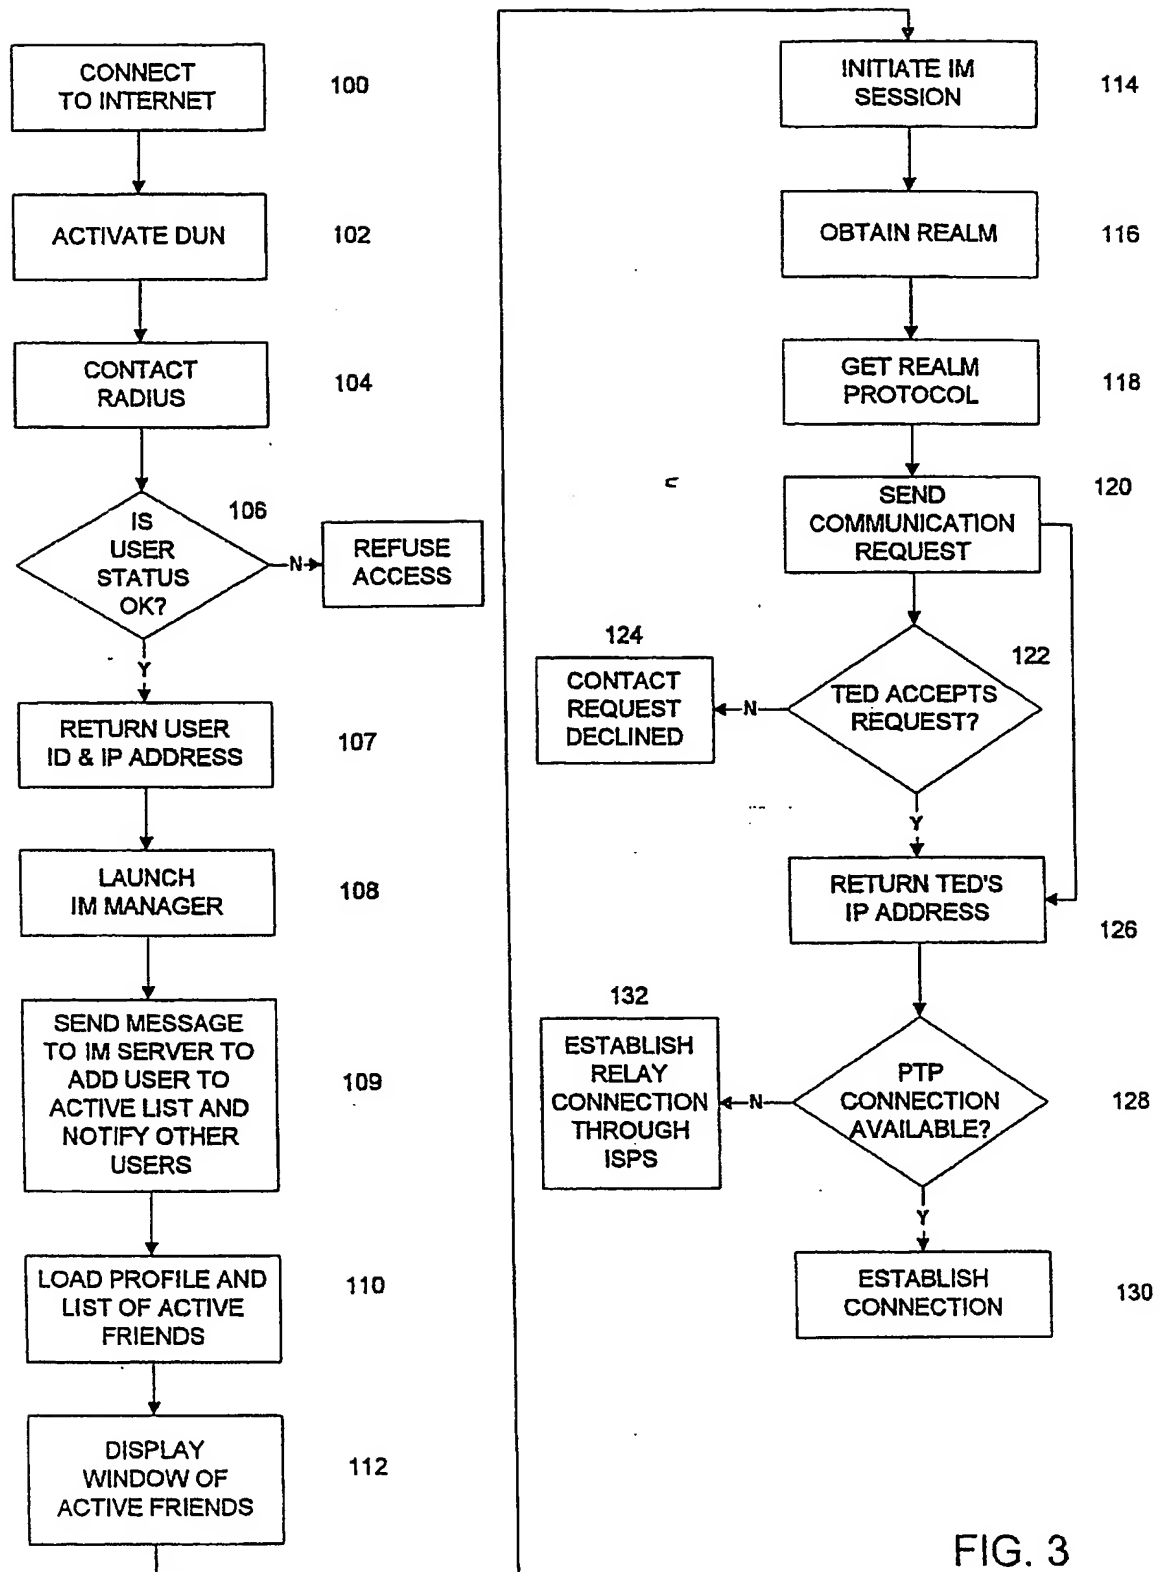 CONNECT
TO INTERNET
100
ACTIVATE DUN
102
CONTACT
RADIUS
104
IS
USER
STATUS
OK?
106
N
REFUSE
ACCESS
Y
RETURN USER
ID & IP ADDRESS
107
LAUNCH
IM MANAGER
108
SEND MESSAGE
TO IM SERVER TO
ADD USER TO
ACTIVE LIST AND
NOTIFY OTHER
USERS
109
LOAD PROFILE AND
LIST OF ACTIVE
FRIENDS
110
DISPLAY
WINDOW OF
ACTIVE FRIENDS
112
INITIATE IM
SESSION
114
OBTAIN REALM
116
GET REALM
PROTOCOL
118
SEND
COMMUNICATION
REQUEST
120
TED ACCEPTS
REQUEST?
122
N
124
CONTACT
REQUEST
DECLINED
Y
RETURN TED'S
IP ADDRESS
126
PTP
CONNECTION
AVAILABLE?
128
N
132
ESTABLISH
RELAY
CONNECTION
THROUGH
ISPS
Y
ESTABLISH
CONNECTION
130
FIG. 3